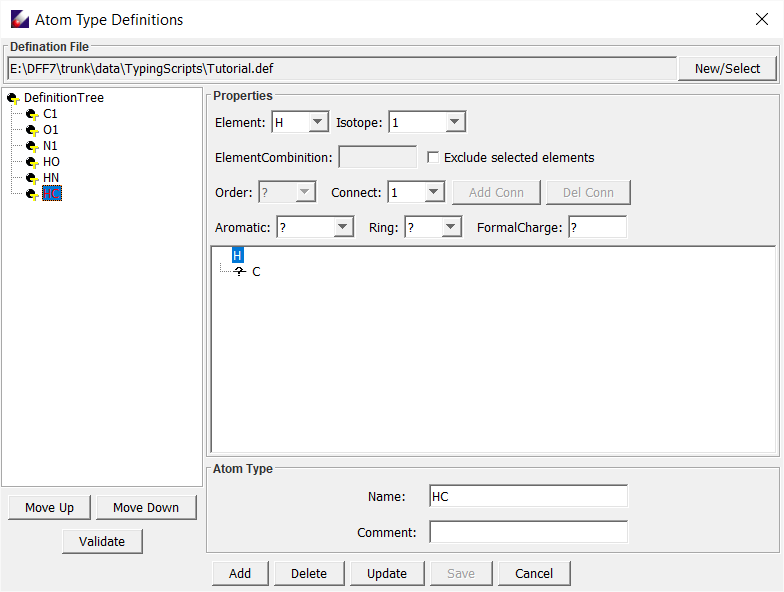 Atom Type Definitions
Defination File
E:\DFF7\trunk\data\TypingScripts\Tutorial.def
New/Select
DefinitionTree
C1
O1
N1
HO
HN
HC
Move Up
Move Down
Validate
Properties
Element: H Isotope: 1
ElementCombinition: Exclude selected elements
Order: ? Connect: 1 Add Conn Del Conn
Aromatic: ? Ring: ? FormalCharge: ?
H
? C
Atom Type
Name: HC
Comment:
Add Delete Update Save Cancel